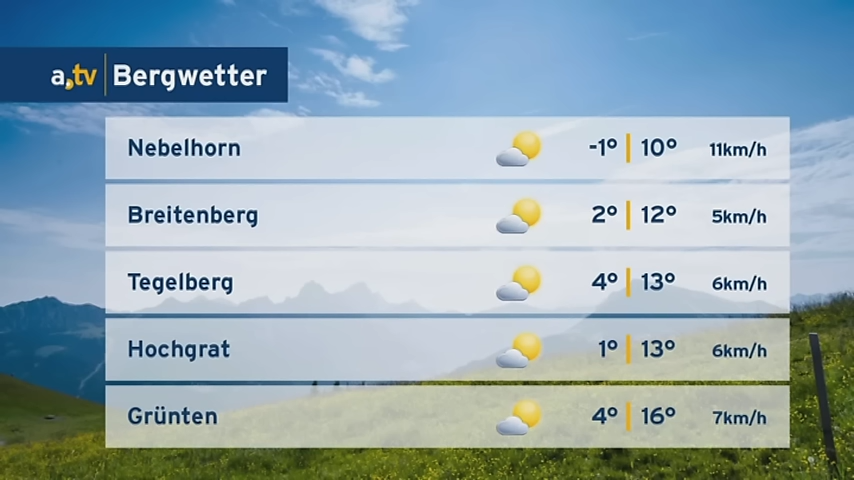 a.tv Bergwetter
Nebelhorn -1° 10° 11km/h
Breitenberg 2° 12° 5km/h
Tegelberg 4° 13° 6km/h
Hochgrat 1° 13° 6km/h
Grünten 4° 16° 7km/h